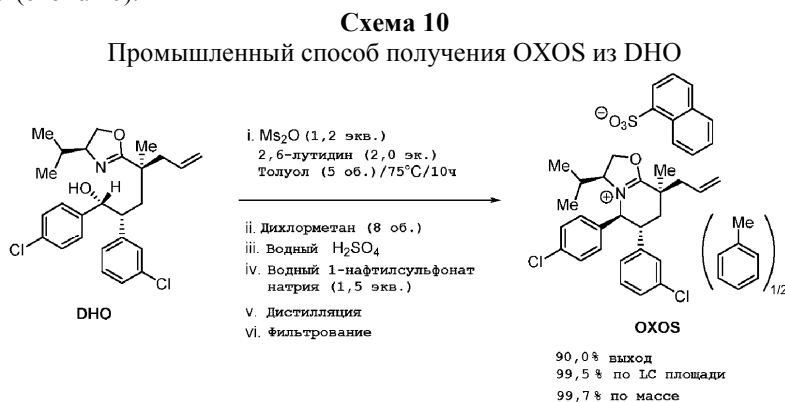 Схема 10
Промышленный способ получения OXOS из DHO
Me
Me
N
O
Me
HO
H
Cl
Cl
DHO
i. Ms₂O (1,2 экв.)
2,6-лутидин (2,0 эк.)
Толуол (5 об.)/75°C/10ч
ii. Дихлорметан (8 об.)
iii. Водный H₂SO₄
iv. Водный 1-нафтилсульфонат
натрия (1,5 экв.)
v. Дистилляция
vi. Фильтрование
⊖O₃S
Me
Me
N
⊕
O
Me
Cl
Cl
Me
1/2
OXOS
90,0% выход
99,5% по LC площади
99,7% по массе